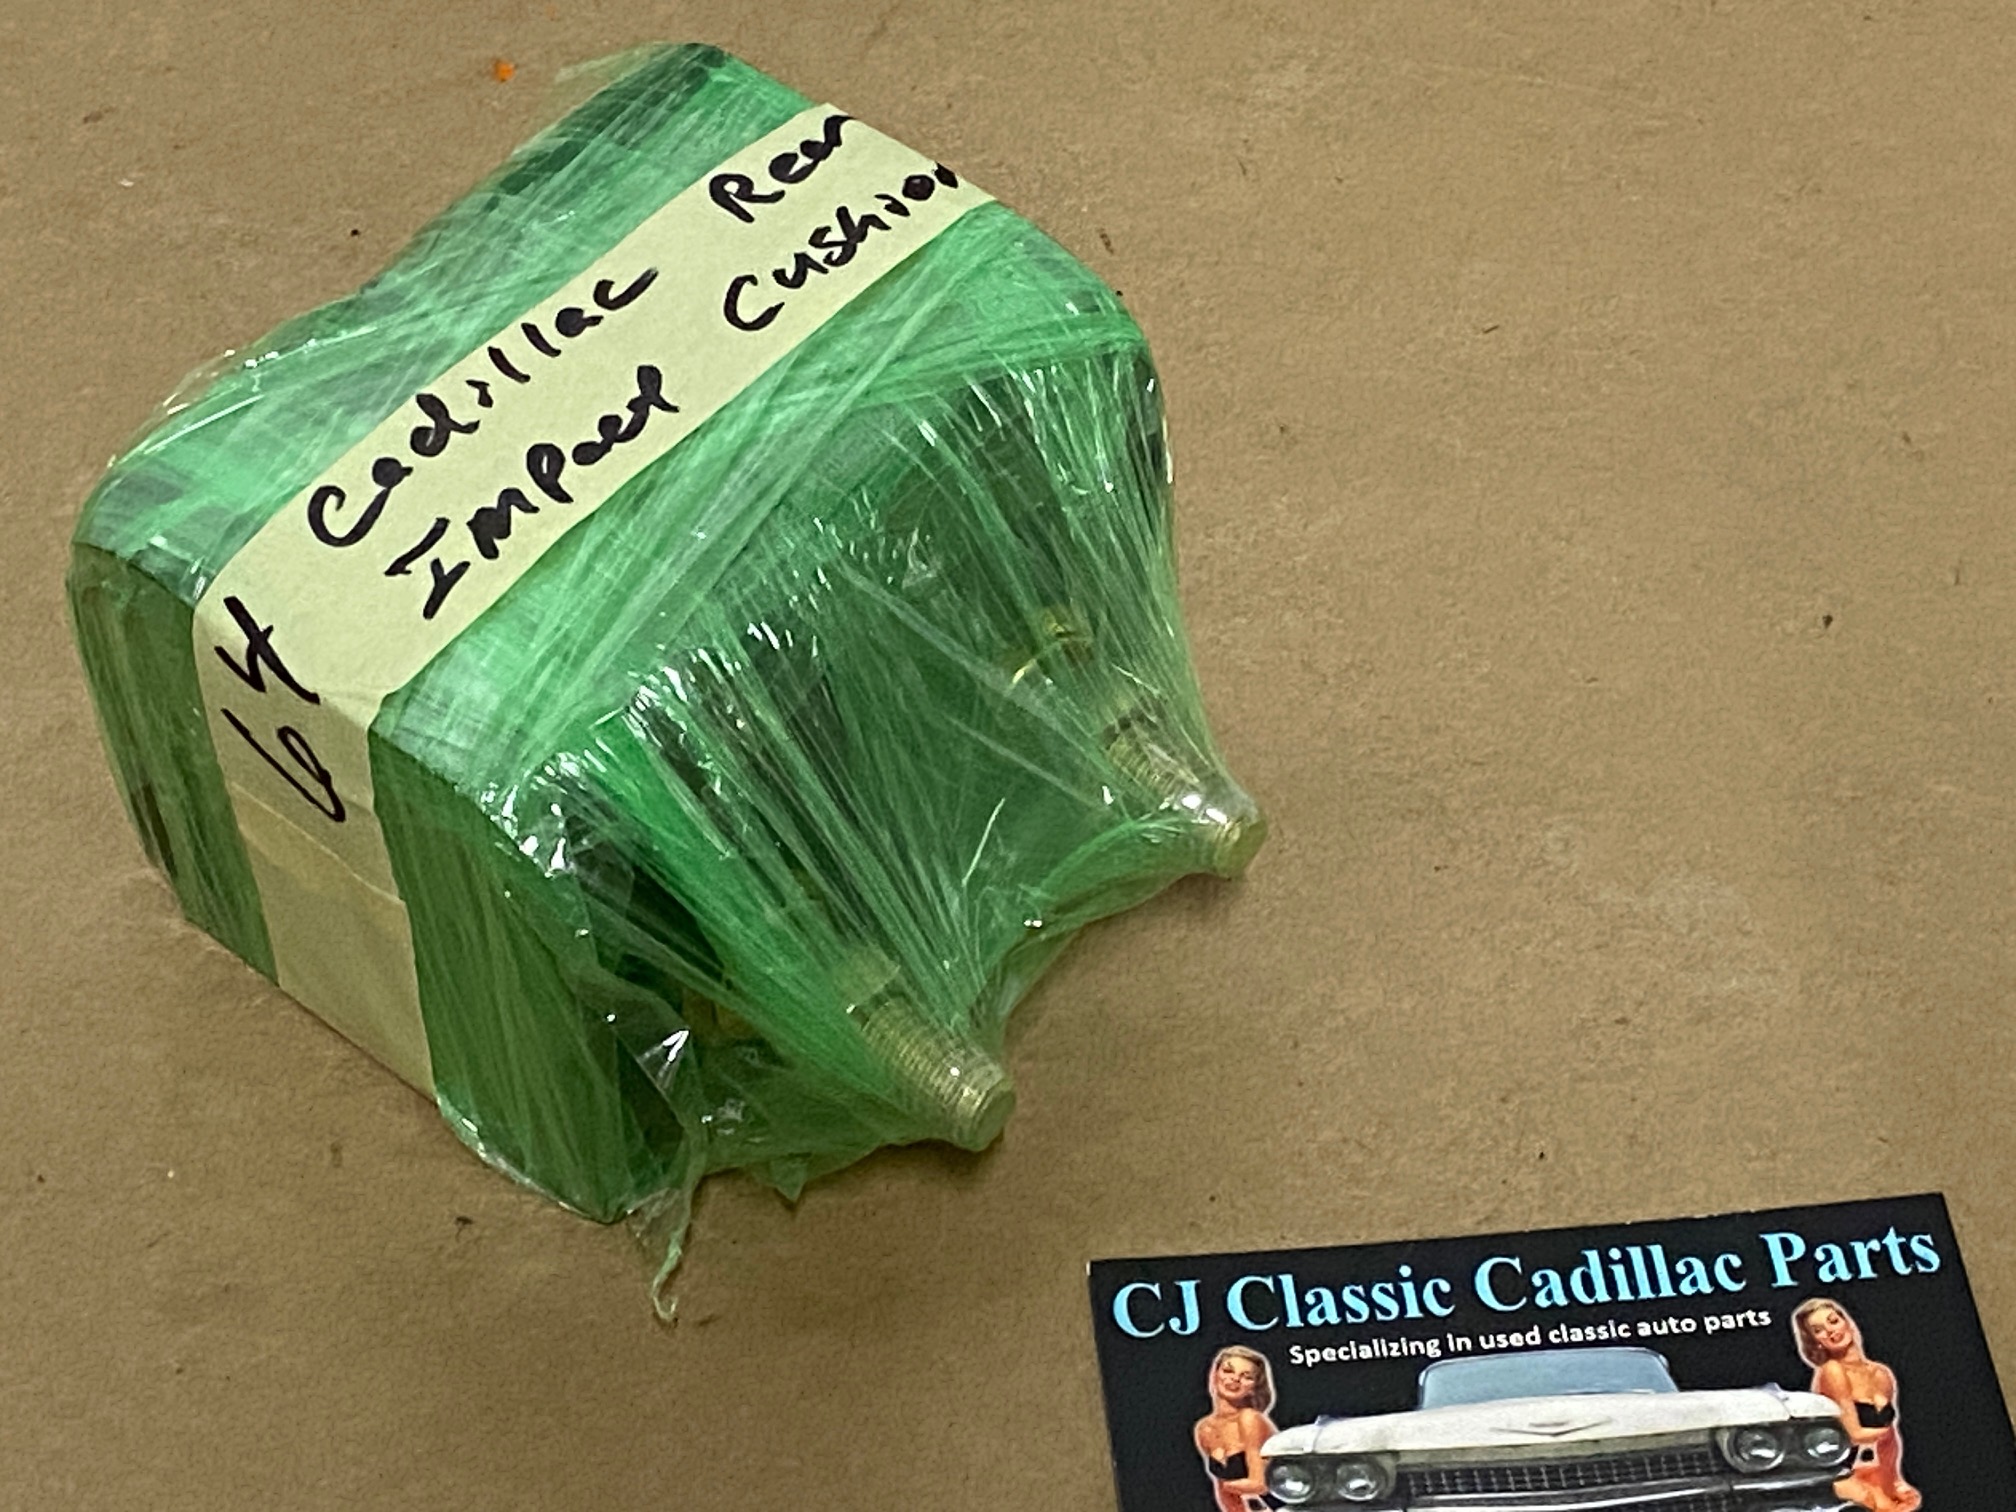 64 Cadillac Rear
Impact Cushion
CJ Classic Cadillac Parts
Specializing in used classic auto parts